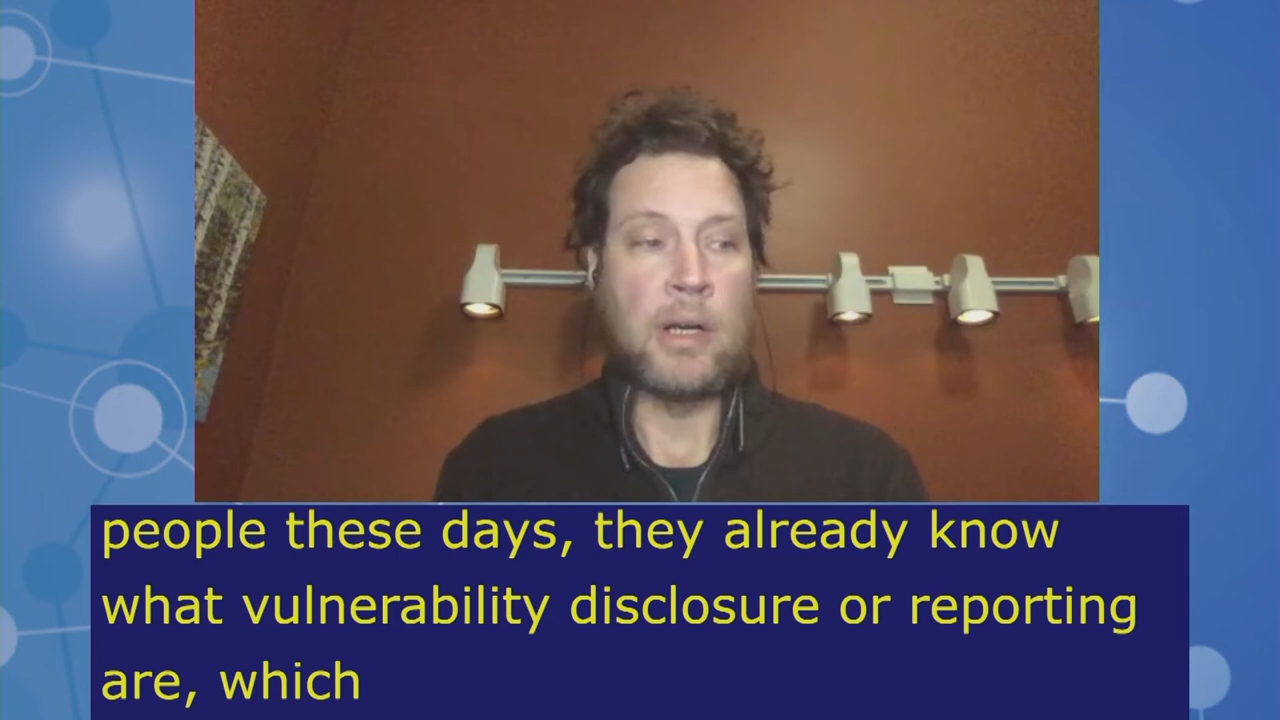 people these days, they already know
what vulnerability disclosure or reporting
are, which